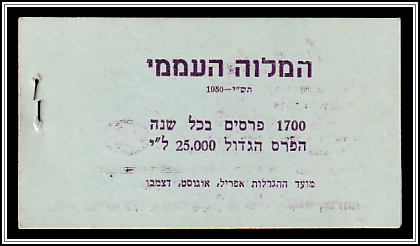 המלוה העממי
תש"י—1950
1700 פרסים בכל שנה
הפרס הגדול 25.000 ל"י
מועד ההגרלות אפריל, אוגוסט, דצמבר